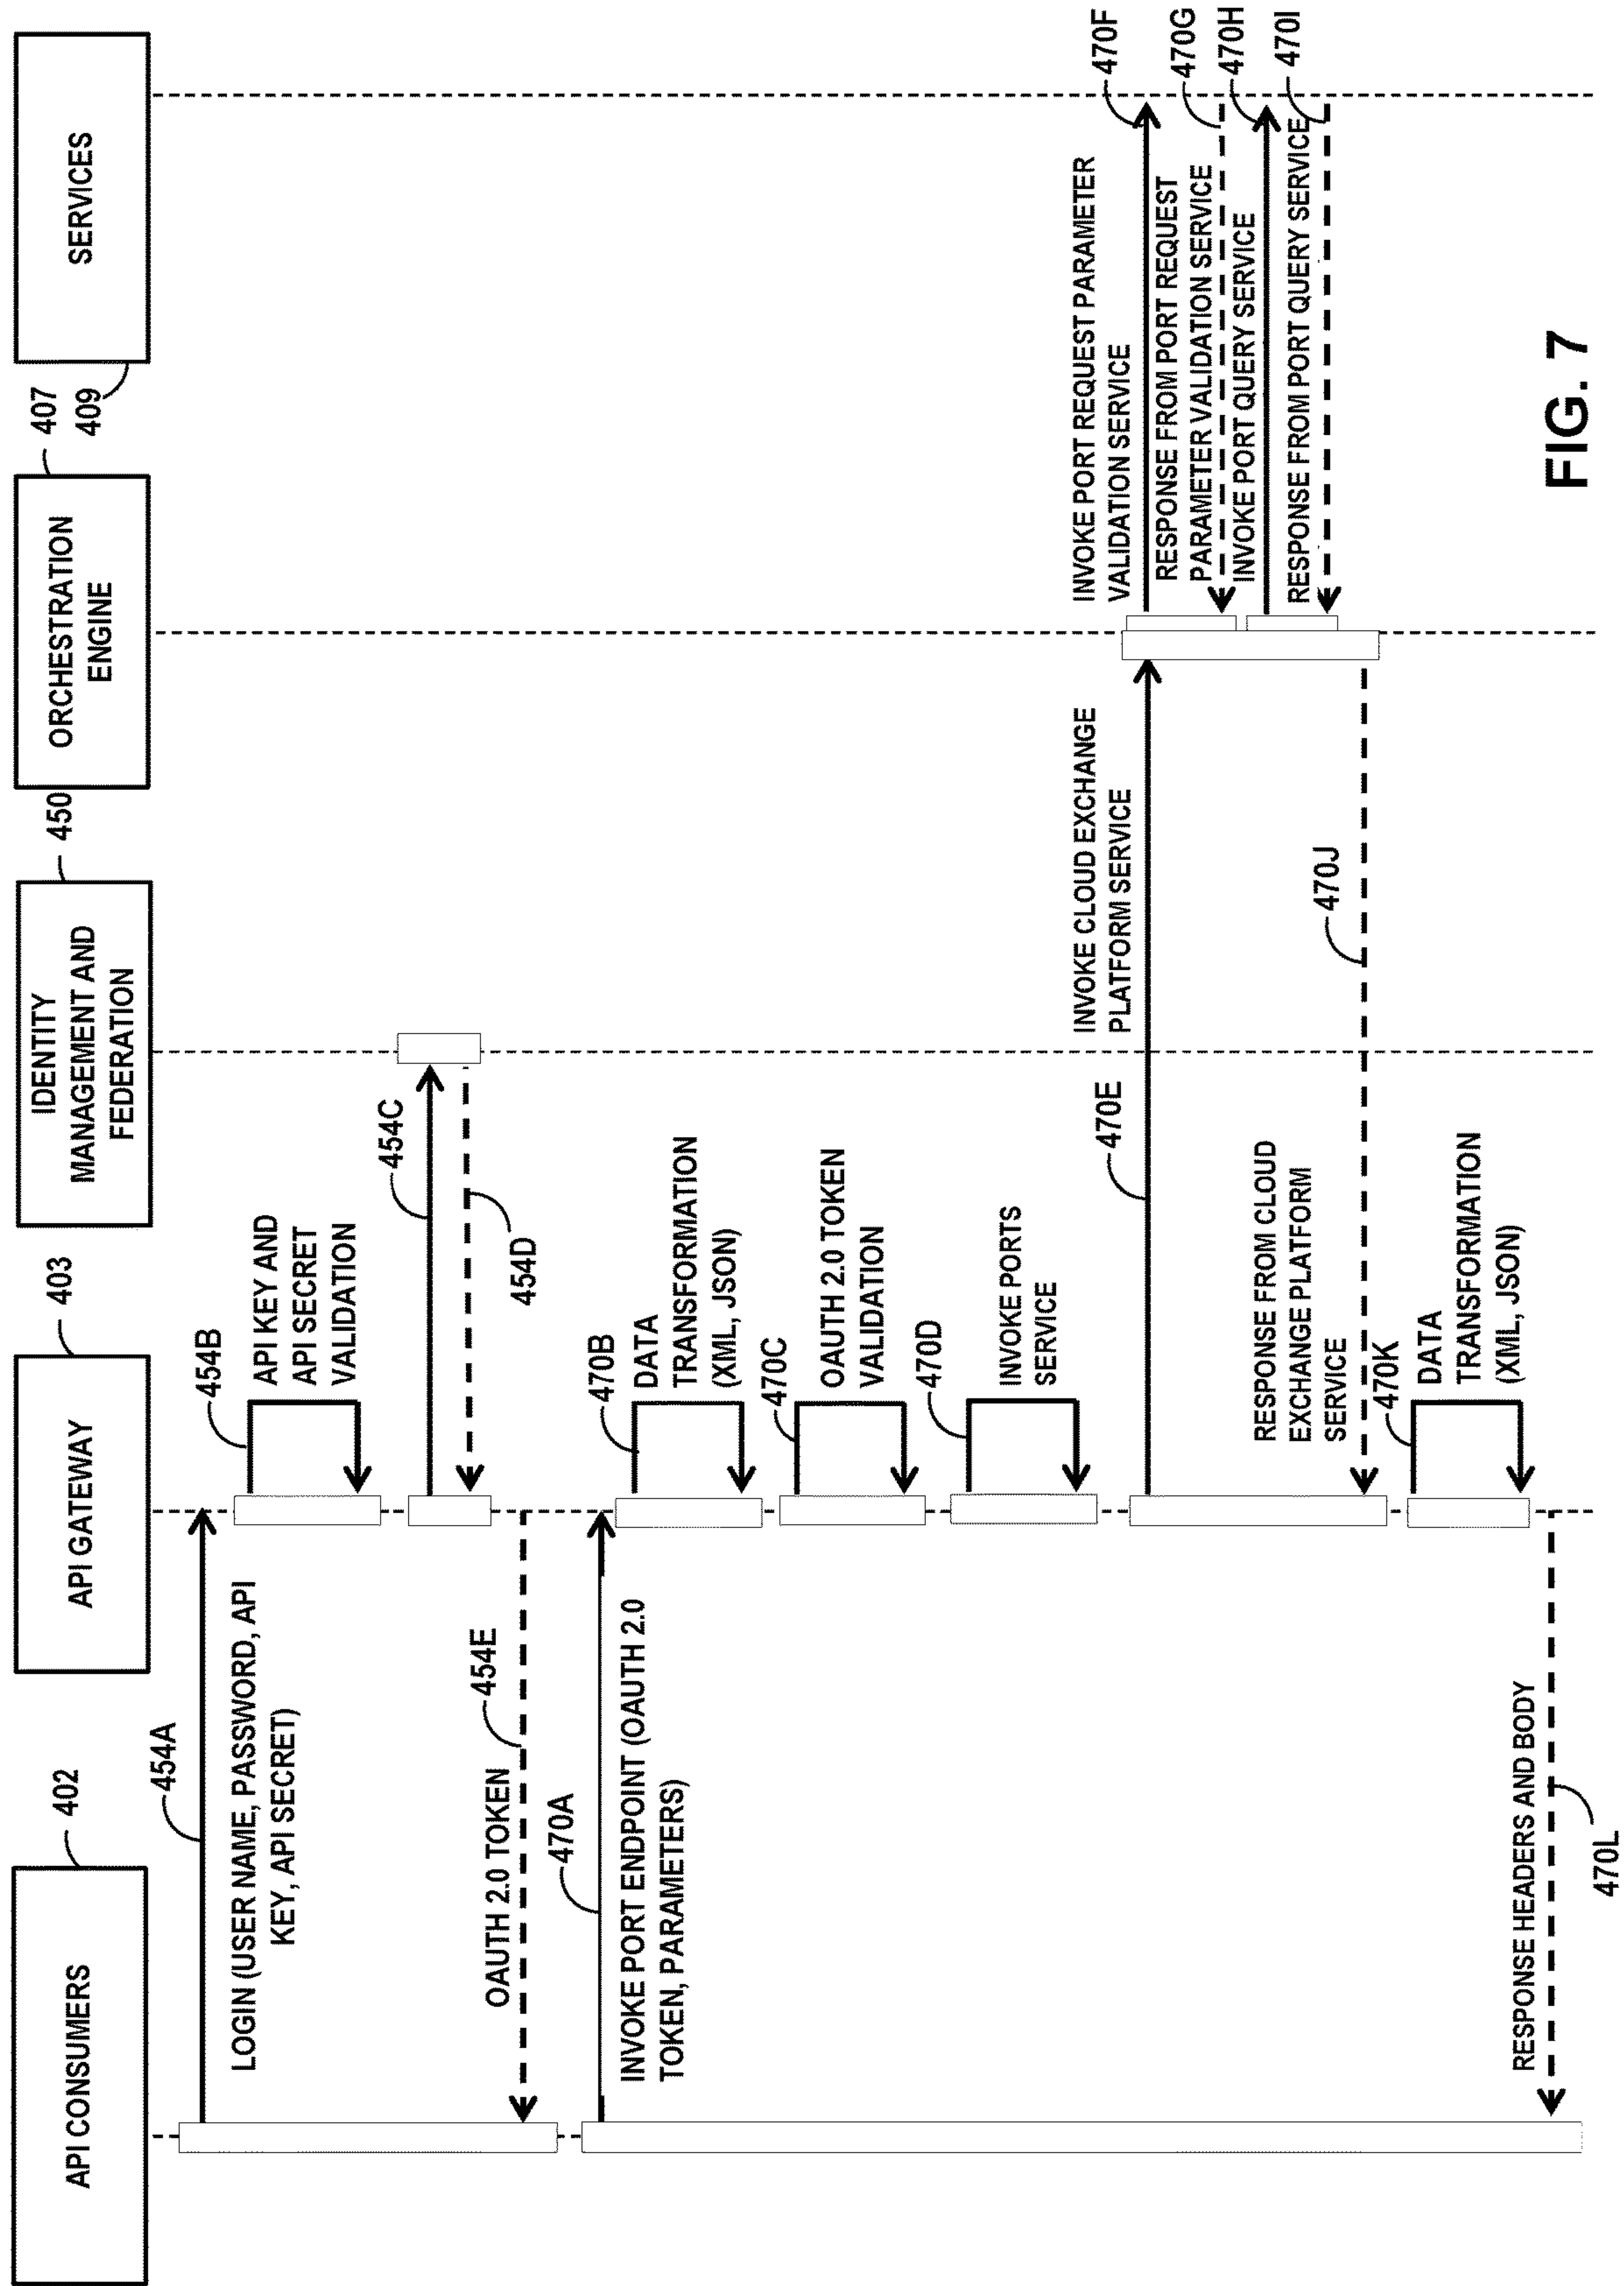 API CONSUMERS
402
API GATEWAY
403
IDENTITY
MANAGEMENT AND
FEDERATION
450
ORCHESTRATION
ENGINE
407
SERVICES
409
454A
LOGIN (USER NAME, PASSWORD, API
KEY, API SECRET)
454B
API KEY AND
API SECRET
VALIDATION
454C
454D
454E
OAUTH 2.0 TOKEN
470A
INVOKE PORT ENDPOINT (OAUTH 2.0
TOKEN, PARAMETERS)
470B
DATA
TRANSFORMATION
(XML, JSON)
470C
OAUTH 2.0 TOKEN
VALIDATION
470D
INVOKE PORTS
SERVICE
470E
INVOKE CLOUD EXCHANGE
PLATFORM SERVICE
INVOKE PORT REQUEST PARAMETER
VALIDATION SERVICE
470F
RESPONSE FROM PORT REQUEST
PARAMETER VALIDATION SERVICE
470G
INVOKE PORT QUERY SERVICE
470H
RESPONSE FROM PORT QUERY SERVICE
470I
RESPONSE FROM CLOUD
EXCHANGE PLATFORM
SERVICE
470J
470K
DATA
TRANSFORMATION
(XML, JSON)
RESPONSE HEADERS AND BODY
470L
FIG. 7